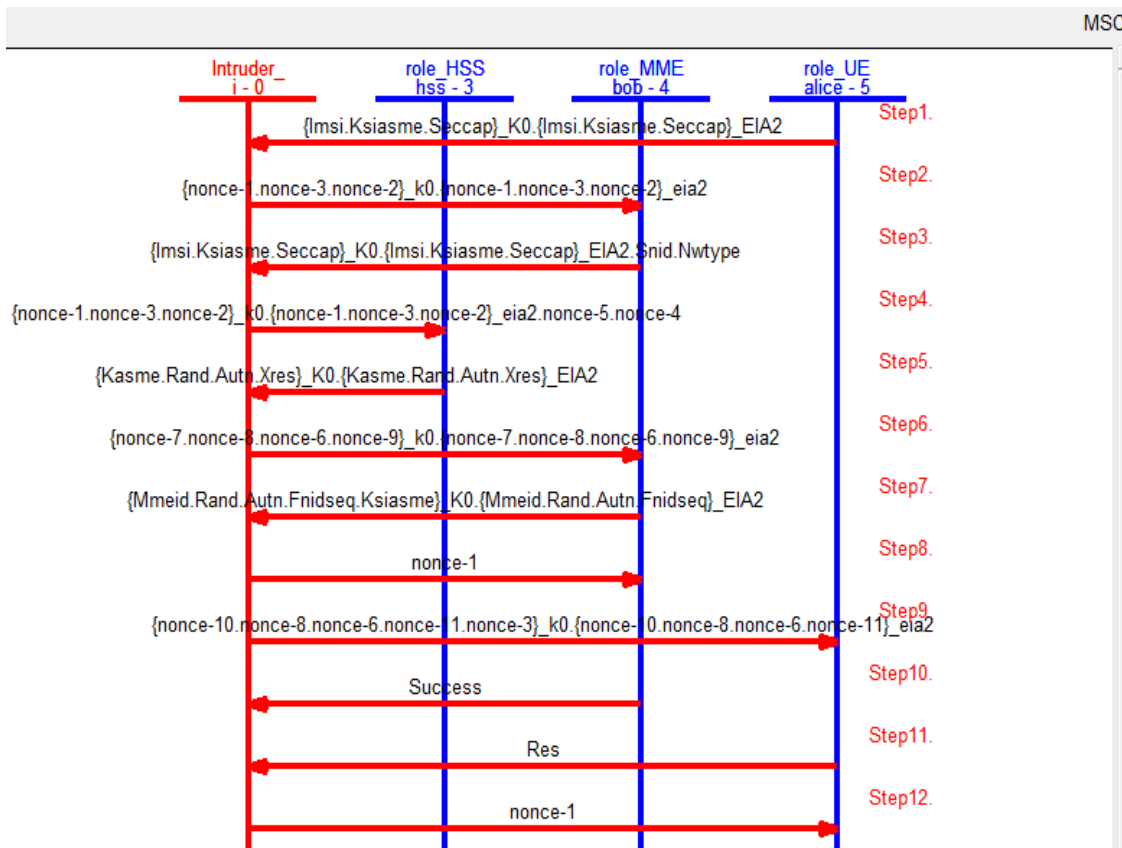 MSC
Intruder_ role_HSS role_MME role_UE
i - 0 hss - 3 bob - 4 alice - 5
Step1.
{Imsi.Ksiasme.Seccap}_K0.{Imsi.Ksiasme.Seccap}_EIA2
Step2.
{nonce-1.nonce-3.nonce-2}_k0.{nonce-1.nonce-3.nonce-2}_eia2
Step3.
{Imsi.Ksiasme.Seccap}_K0.{Imsi.Ksiasme.Seccap}_EIA2.Snid.Nwtype
Step4.
{nonce-1.nonce-3.nonce-2}_k0.{nonce-1.nonce-3.nonce-2}_eia2.nonce-5.nonce-4
Step5.
{Kasme.Rand.Autn.Xres}_K0.{Kasme.Rand.Autn.Xres}_EIA2
Step6.
{nonce-7.nonce-8.nonce-6.nonce-9}_k0.{nonce-7.nonce-8.nonce-6.nonce-9}_eia2
Step7.
{Mmeid.Rand.Autn.Fnidseq.Ksiasme}_K0.{Mmeid.Rand.Autn.Fnidseq}_EIA2
Step8.
nonce-1
Step9.
{nonce-10.nonce-8.nonce-6.nonce-11.nonce-3}_k0.{nonce-10.nonce-8.nonce-6.nonce-11}_eia2
Step10.
Success
Step11.
Res
Step12.
nonce-1